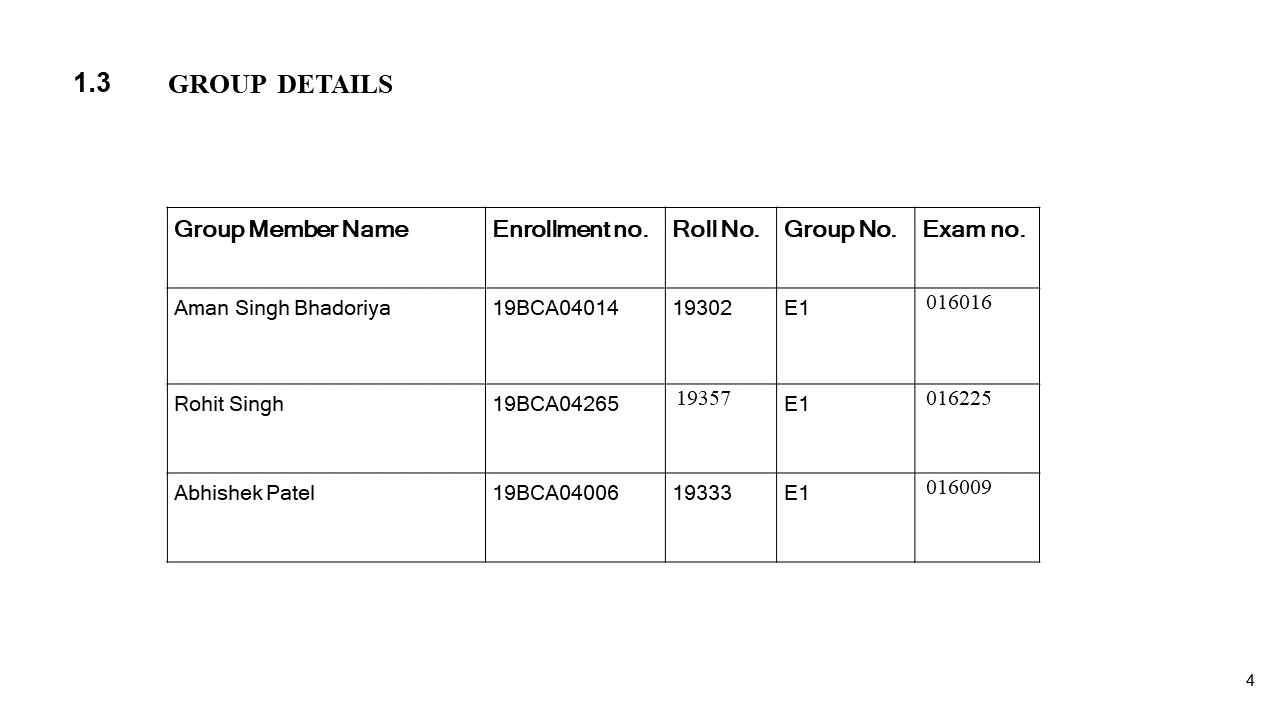 1.3 GROUP DETAILS
Group Member Name Enrollment no. Roll No. Group No. Exam no.
Aman Singh Bhadoriya 19BCA04014 19302 E1 016016
Rohit Singh 19BCA04265 19357 E1 016225
Abhishek Patel 19BCA04006 19333 E1 016009
4